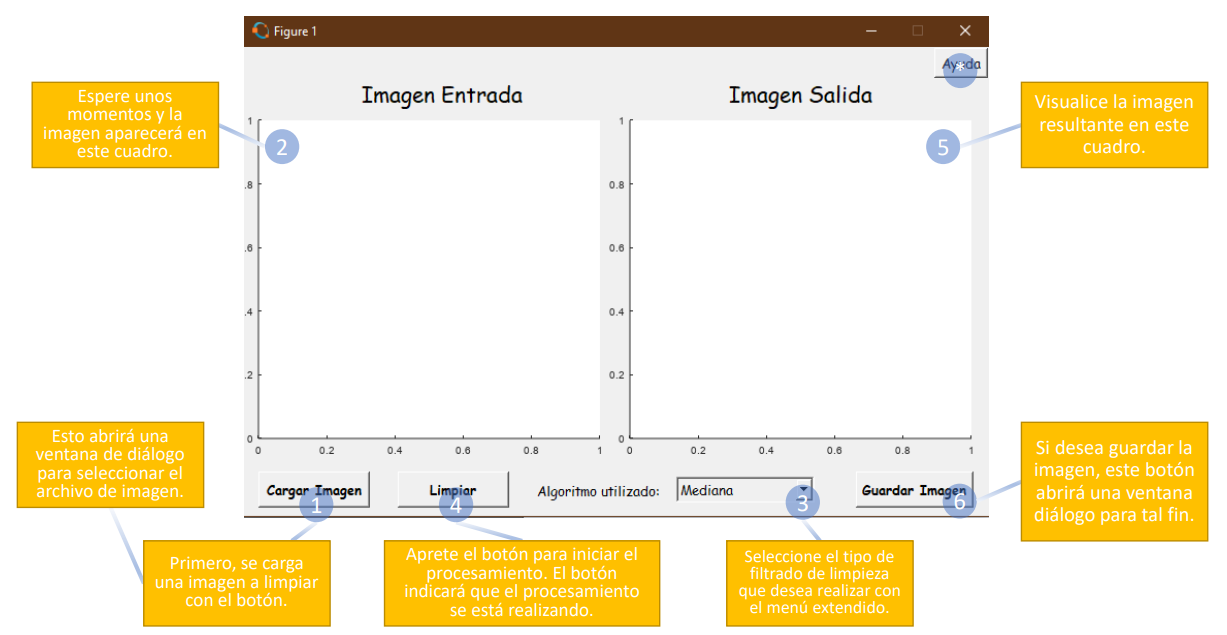 Figure 1
Ayuda
*
Imagen Entrada
Imagen Salida
Espere unos
momentos y la
imagen aparecerá en
este cuadro.
Visualice la imagen
resultante en este
cuadro.
1
2
.8
.6
.4
.2
0
0 0.2 0.4 0.6 0.8 1
1
5
0.8
0.6
0.4
0.2
0
0 0.2 0.4 0.6 0.8 1
Esto abrirá una
ventana de diálogo
para seleccionar el
archivo de imagen.
Si desea guardar la
imagen, este botón
abrirá una ventana
diálogo para tal fin.
Cargar Imagen
1
Limpiar
4
Algoritmo utilizado:
Mediana
3
Guardar Imagen
6
Primero, se carga
una imagen a limpiar
con el botón.
Aprete el botón para iniciar el
procesamiento. El botón
indicará que el procesamiento
se está realizando.
Seleccione el tipo de
filtrado de limpieza
que desea realizar con
el menú extendido.